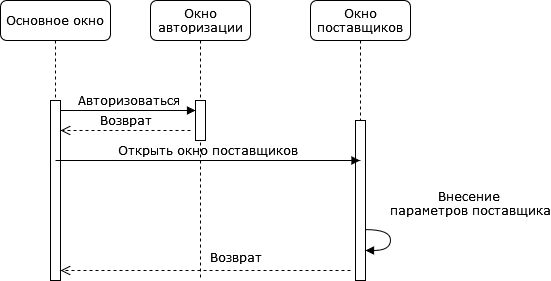 Основное окно
Окно
авторизации
Окно
поставщиков
Авторизоваться
Возврат
Открыть окно поставщиков
Внесение
параметров поставщика
Возврат